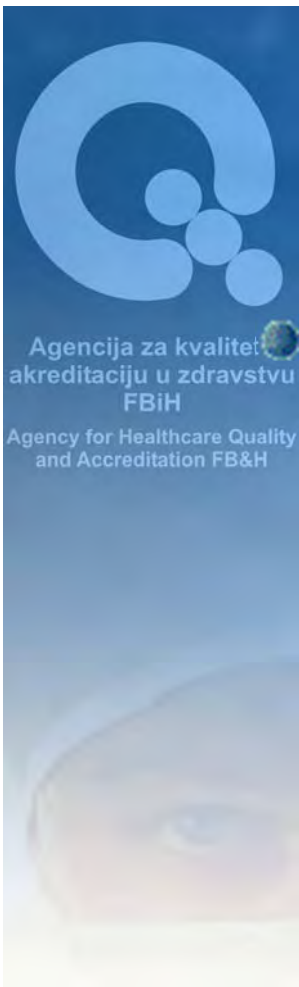 Agencija za kvalitet
akreditaciju u zdravstvu
FBiH
Agency for Healthcare Quality
and Accreditation FB&H